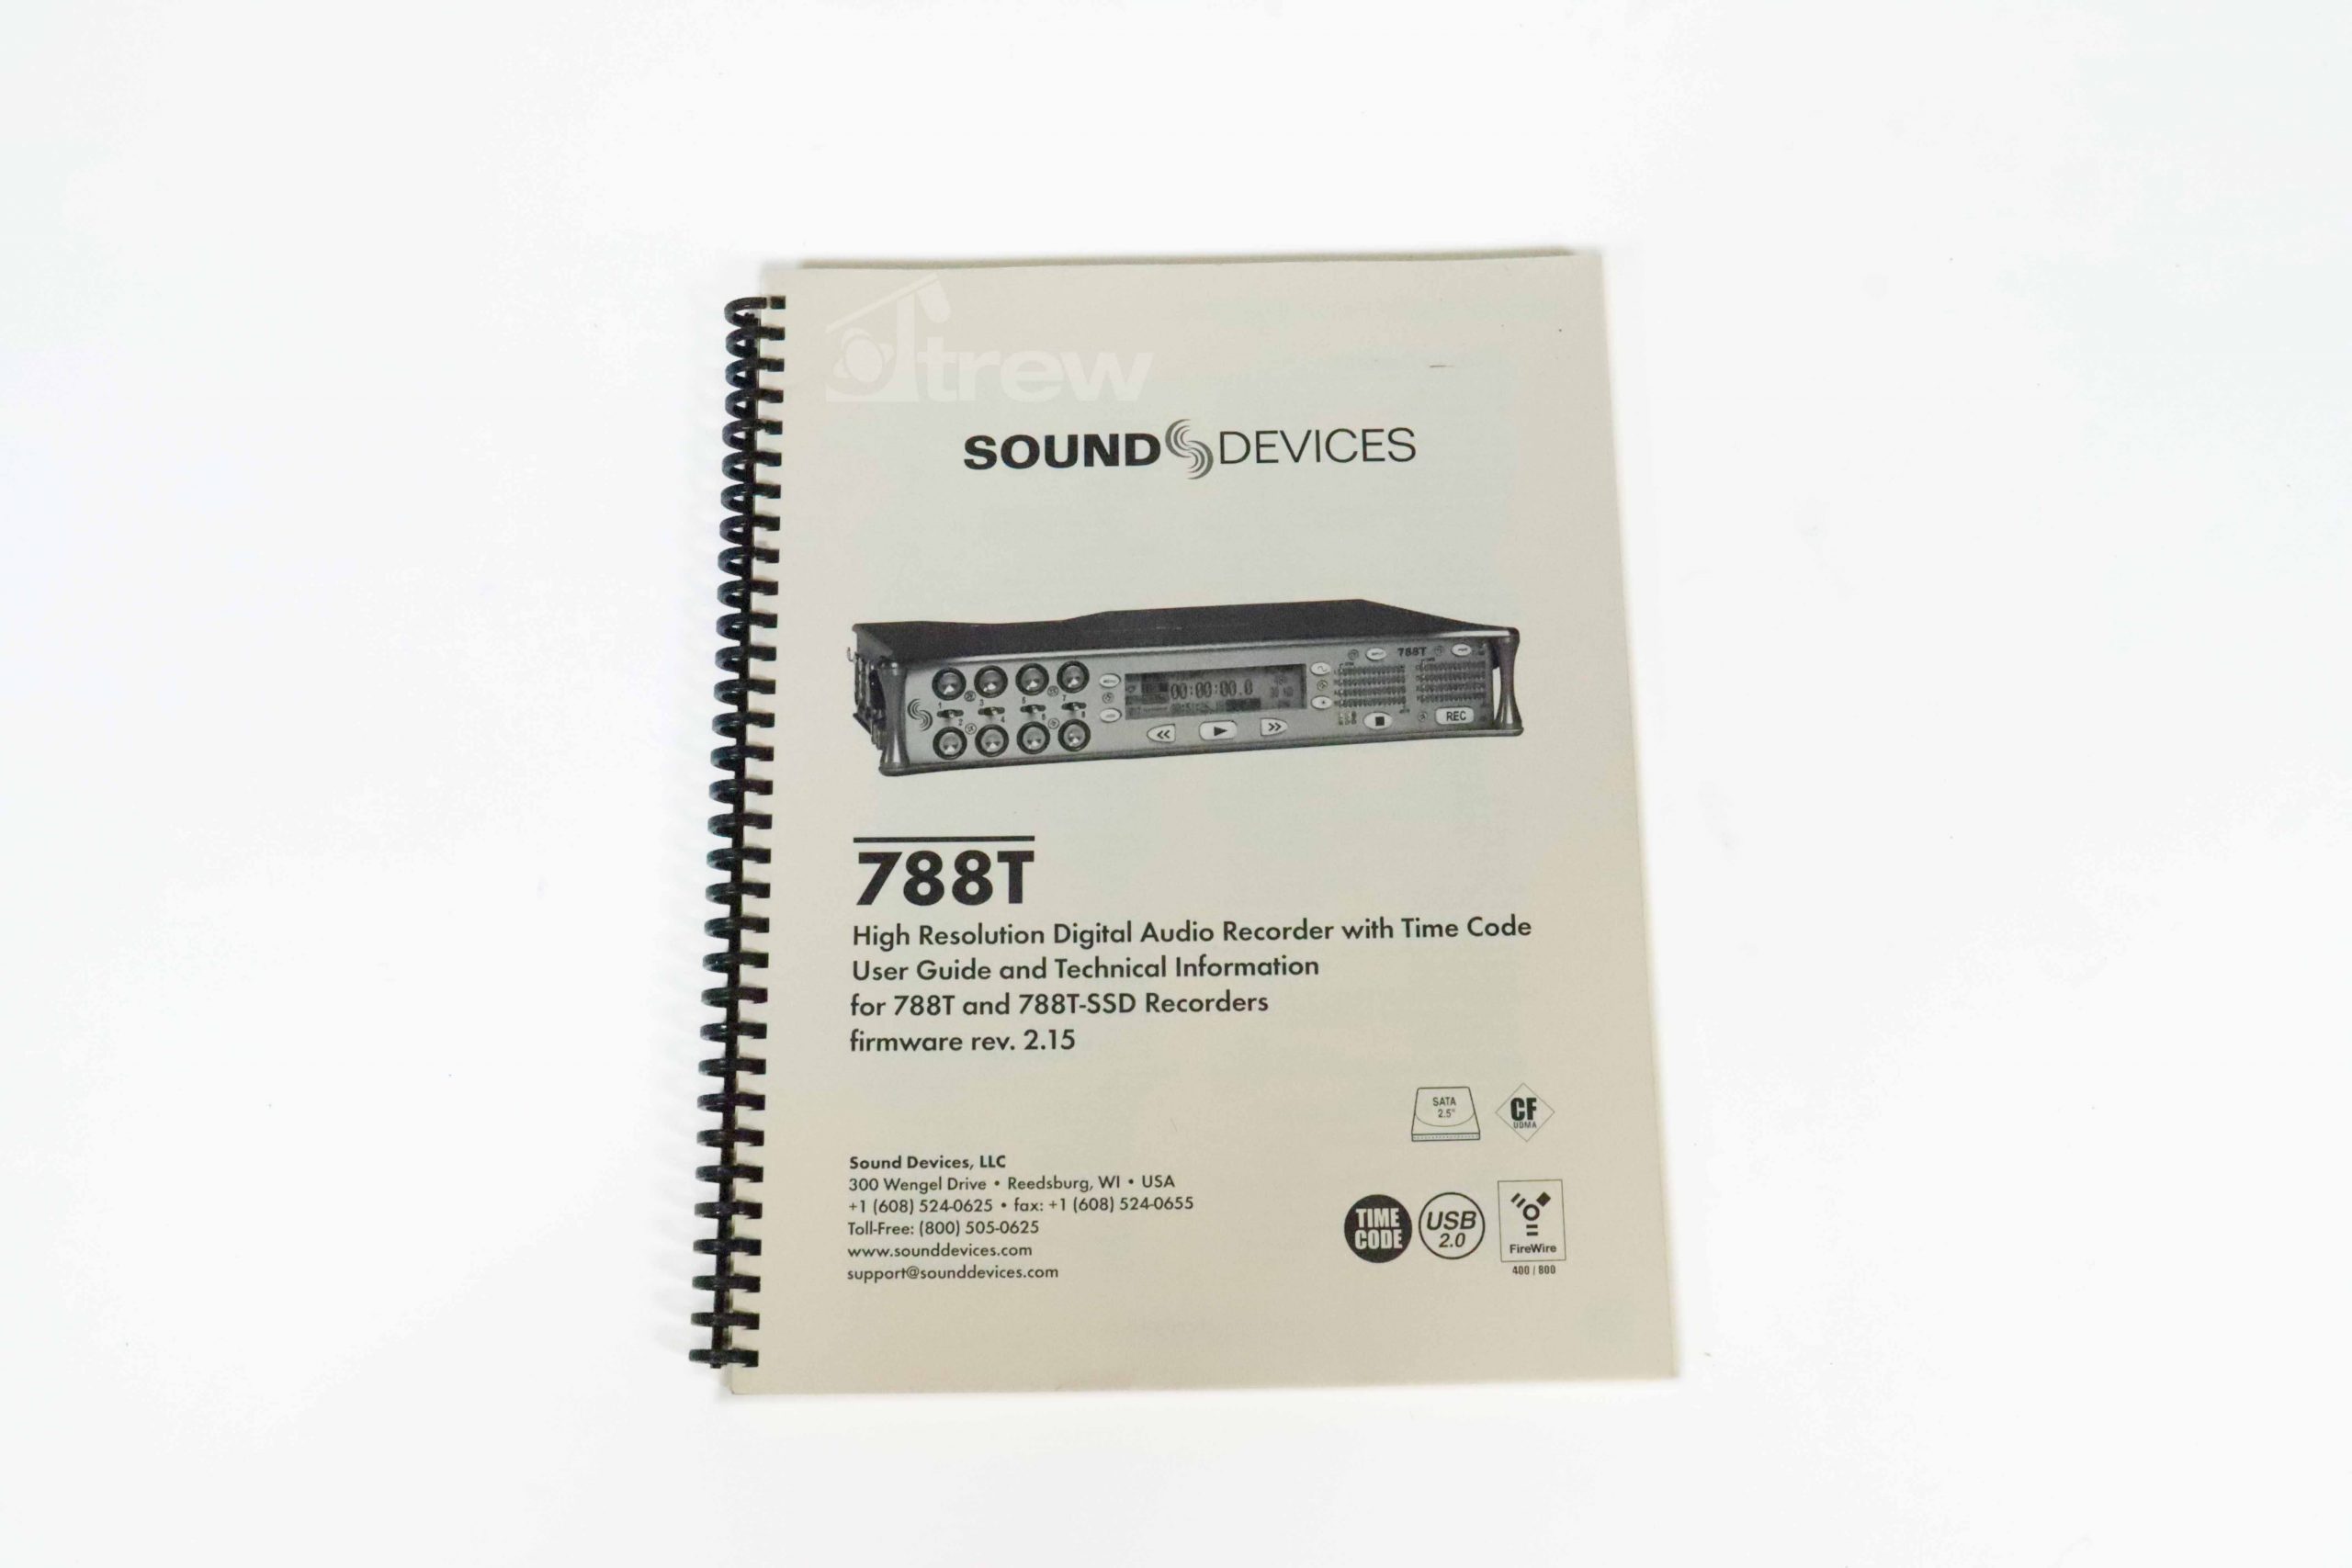 trew
SOUND DEVICES
788T
00:00:00.0
REC
788T
High Resolution Digital Audio Recorder with Time Code
User Guide and Technical Information
for 788T and 788T-SSD Recorders
firmware rev. 2.15
SATA
2.5"
CF
UDMA
Sound Devices, LLC
300 Wengel Drive • Reedsburg, WI • USA
+1 (608) 524-0625 • fax: +1 (608) 524-0655
Toll-Free: (800) 505-0625
www.sounddevices.com
support@sounddevices.com
TIME
CODE
USB
2.0
FireWire
400 / 800